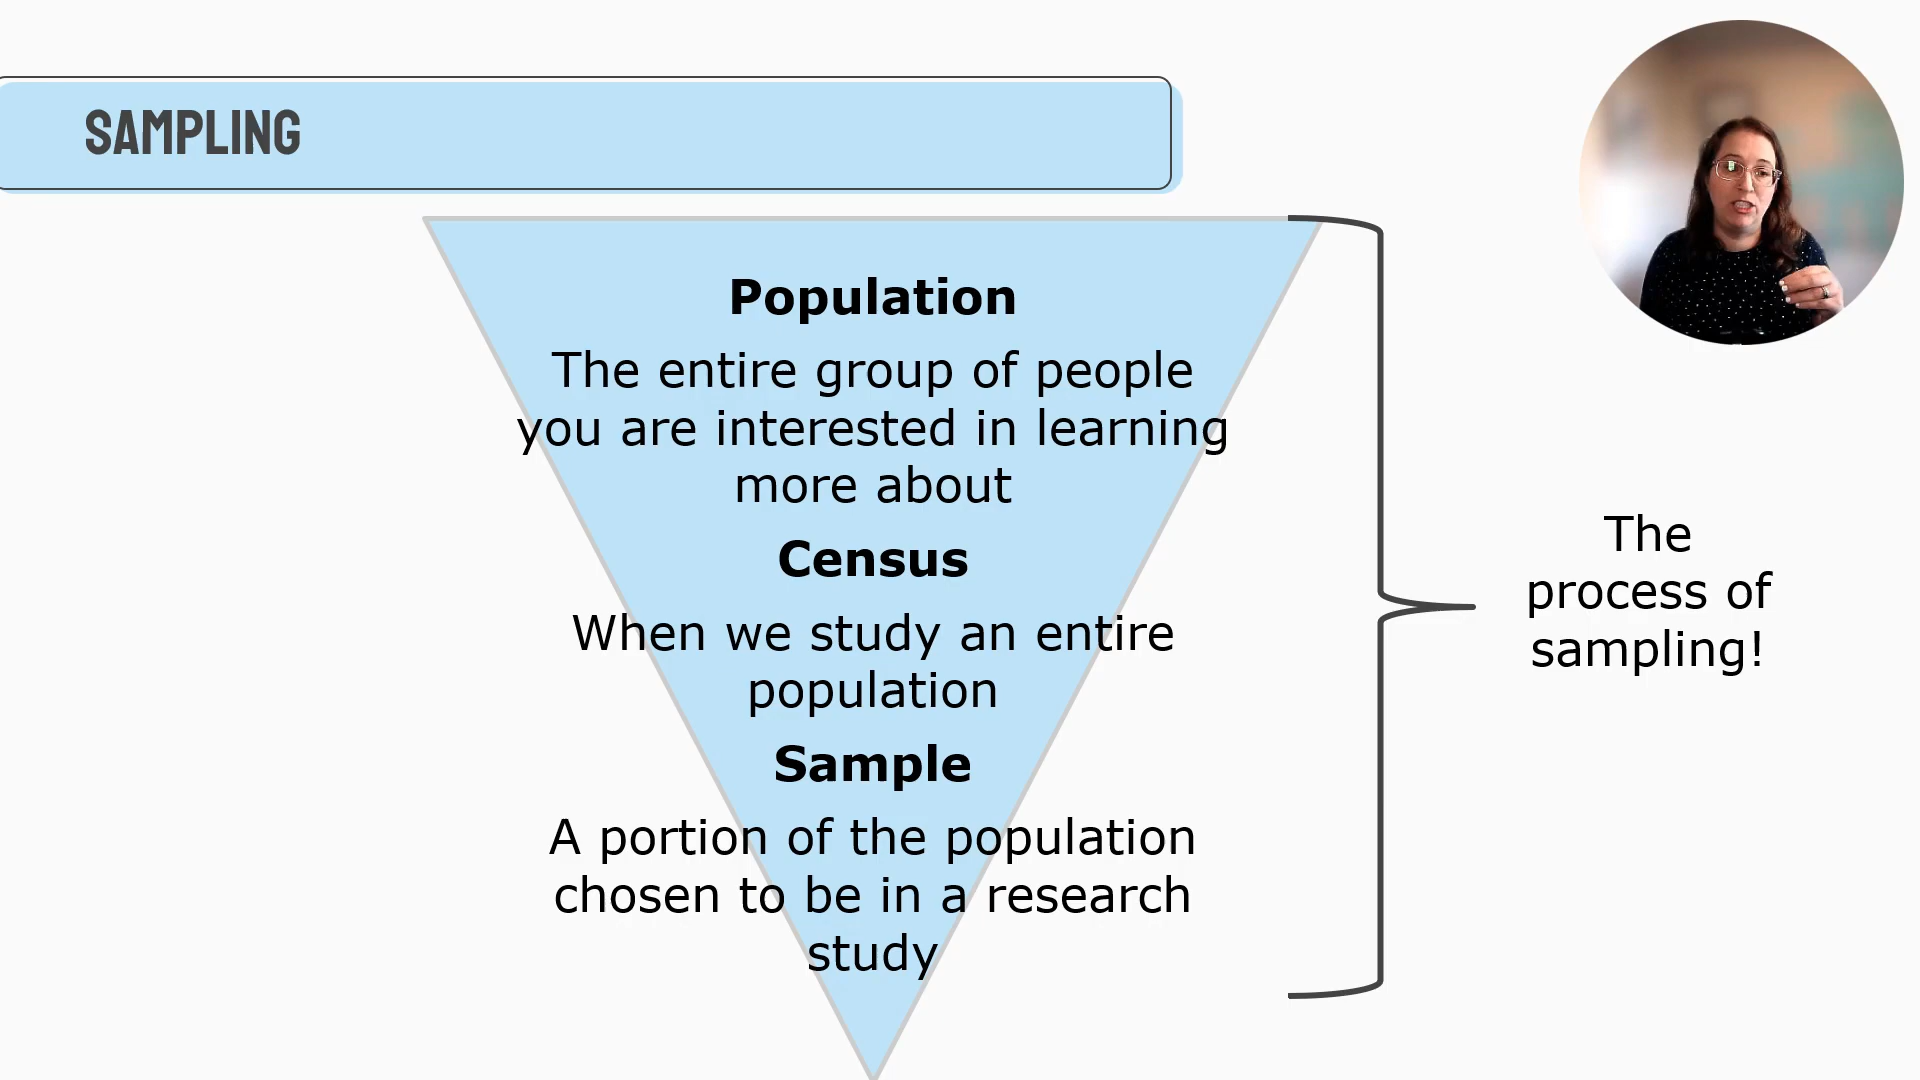 SAMPLING
Population
The entire group of people
you are interested in learning
more about
Census
When we study an entire
population
Sample
A portion of the population
chosen to be in a research
study
The
process of
sampling!